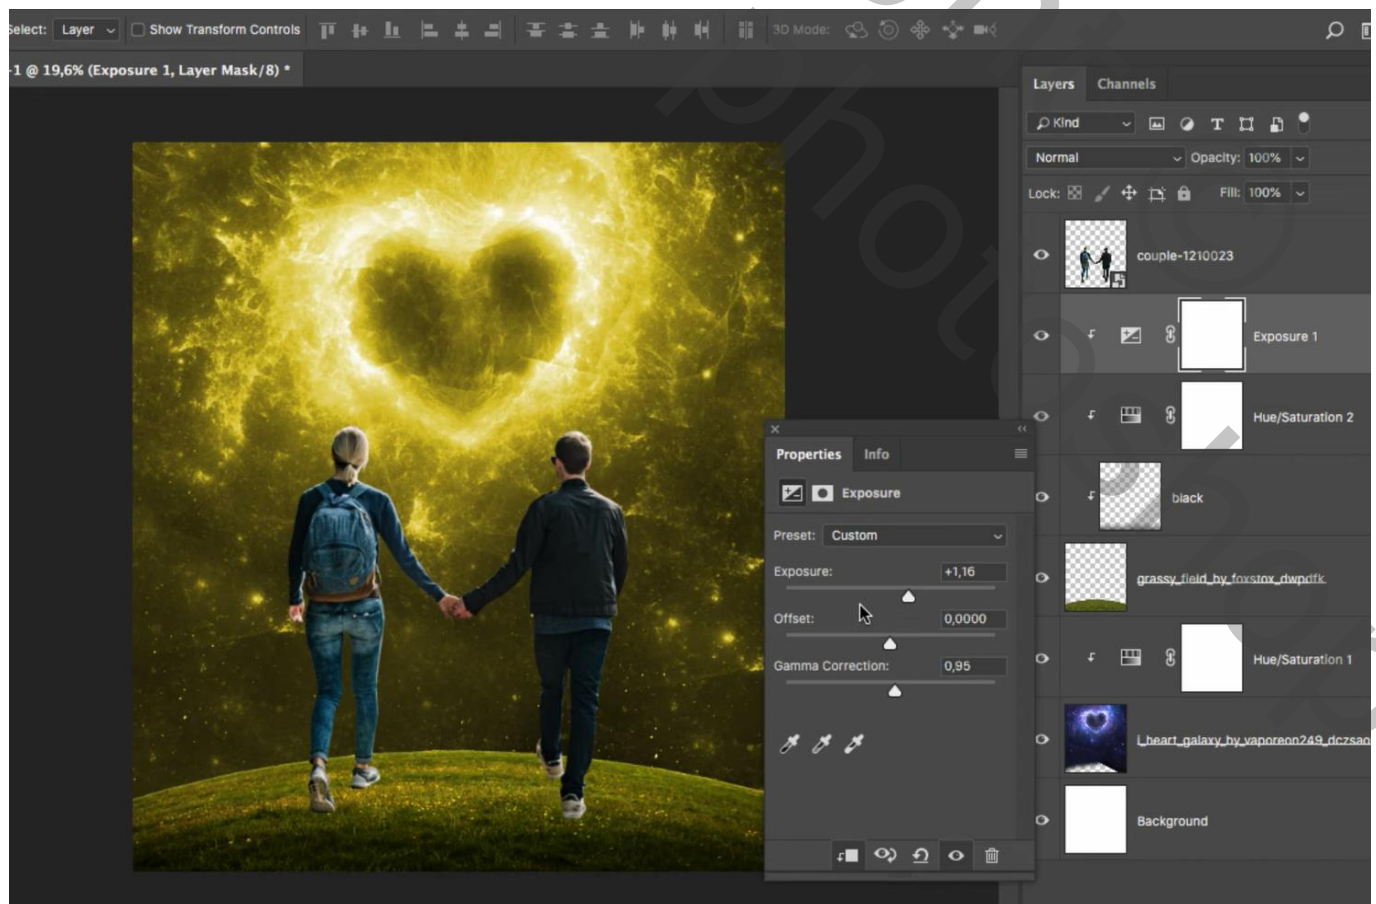 Select: Layer Show Transform Controls 3D Mode:
-1 @ 19,6% (Exposure 1, Layer Mask/8) *
Layers Channels
Kind
Normal Opacity: 100%
Lock: Fill: 100%
couple-1210023
Exposure 1
Hue/Saturation 2
black
grassy_field_by_foxstox_dwpdfk
Hue/Saturation 1
i_heart_galaxy_by_vaporeon249_dczsao
Background
Properties Info
Exposure
Preset: Custom
Exposure: +1,16
Offset: 0,0000
Gamma Correction: 0,95